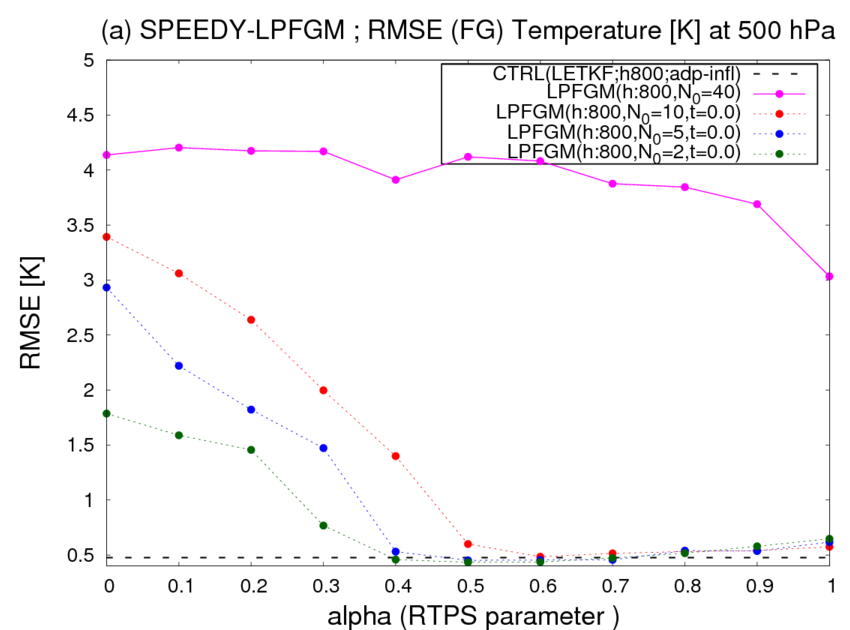 (a) SPEEDY-LPFGM ; RMSE (FG) Temperature [K] at 500 hPa
CTRL(LETKF;h800;adp-infl)
LPFGM(h:800,N0=40)
LPFGM(h:800,N0=10,t=0.0)
LPFGM(h:800,N0=5,t=0.0)
LPFGM(h:800,N0=2,t=0.0)
5
4.5
4
3.5
3
2.5
2
1.5
1
0.5
RMSE [K]
0 0.1 0.2 0.3 0.4 0.5 0.6 0.7 0.8 0.9 1
alpha (RTPS parameter )